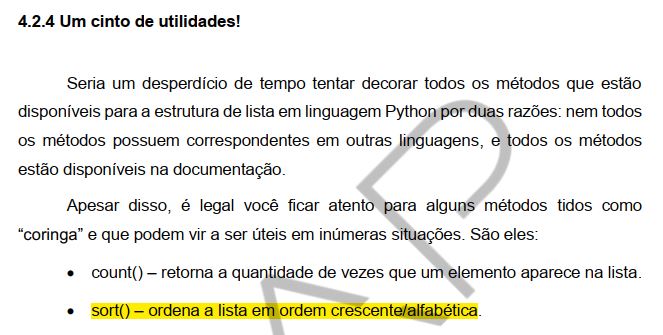 4.2.4 Um cinto de utilidades!
Seria um desperdício de tempo tentar decorar todos os métodos que estão
disponíveis para a estrutura de lista em linguagem Python por duas razões: nem todos
os métodos possuem correspondentes em outras linguagens, e todos os métodos
estão disponíveis na documentação.
Apesar disso, é legal você ficar atento para alguns métodos tidos como
“coringa” e que podem vir a ser úteis em inúmeras situações. São eles:
• count() – retorna a quantidade de vezes que um elemento aparece na lista.
• sort() – ordena a lista em ordem crescente/alfabética.